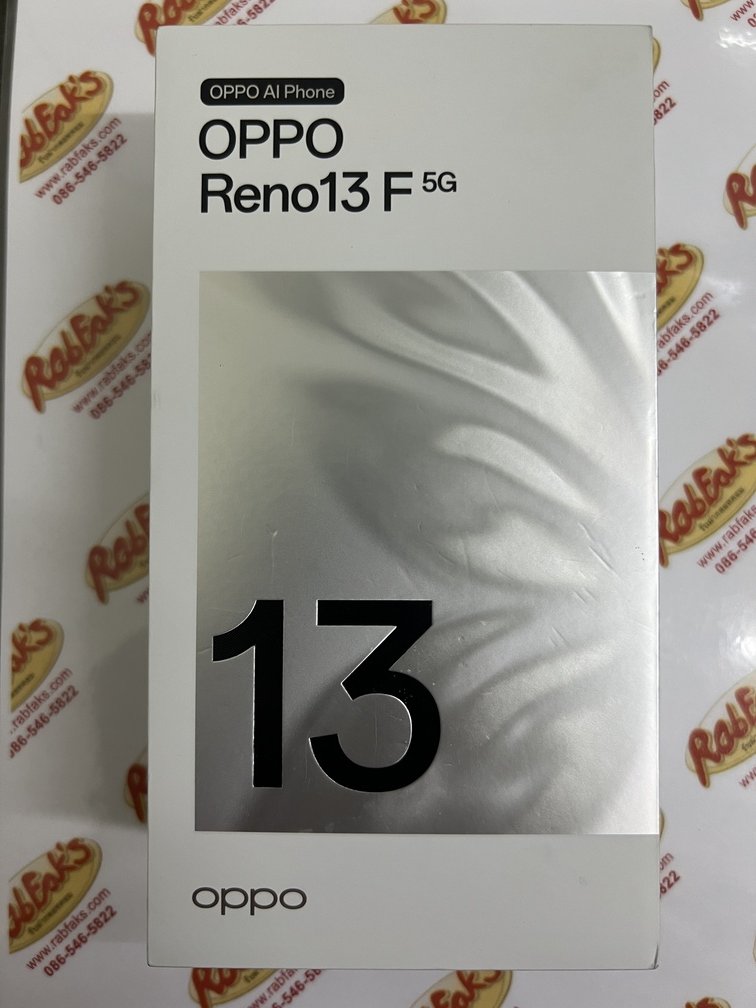 OPPO AI Phone
OPPO
Reno13 F 5G
13
oppo
RabFak's
www.rabfaks.com
086-546-5822